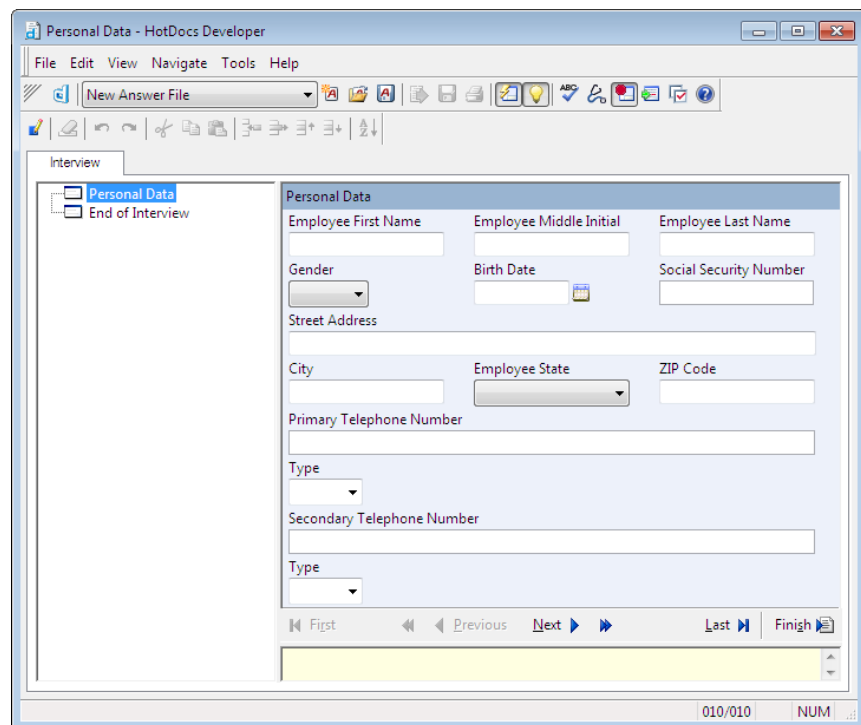 Personal Data - HotDocs Developer
File Edit View Navigate Tools Help
New Answer File
Interview
Personal Data
End of Interview
Personal Data
Employee First Name Employee Middle Initial Employee Last Name
Gender Birth Date Social Security Number
Street Address
City Employee State ZIP Code
Primary Telephone Number
Type
Secondary Telephone Number
Type
First Previous Next Last Finish
010/010 NUM